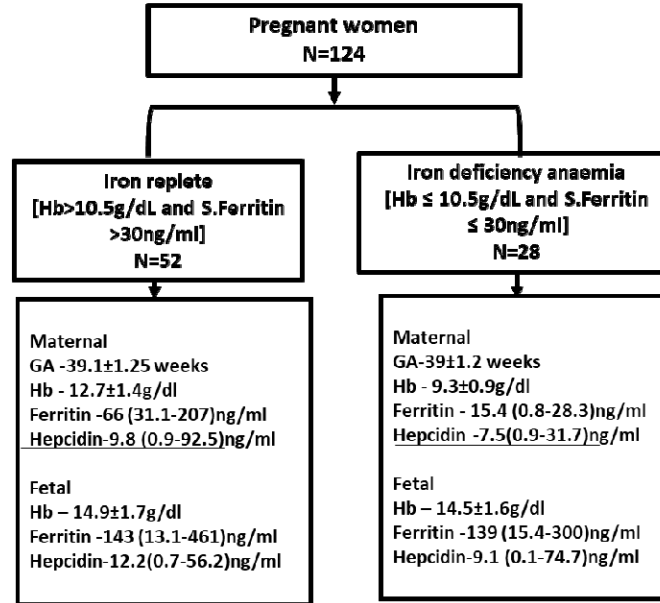 Pregnant women
N=124
Iron replete
[Hb>10.5g/dL and S.Ferritin
>30ng/ml]
N=52
Iron deficiency anaemia
[Hb ≤ 10.5g/dL and S.Ferritin
≤ 30ng/ml]
N=28
Maternal
GA -39.1±1.25 weeks
Hb - 12.7±1.4g/dl
Ferritin -66 (31.1-207)ng/ml
Hepcidin-9.8 (0.9-92.5)ng/ml
Fetal
Hb – 14.9±1.7g/dl
Ferritin -143 (13.1-461)ng/ml
Hepcidin-12.2(0.7-56.2)ng/ml
Maternal
GA-39±1.2 weeks
Hb - 9.3±0.9g/dl
Ferritin - 15.4 (0.8-28.3)ng/ml
Hepcidin -7.5(0.9-31.7)ng/ml
Fetal
Hb – 14.5±1.6g/dl
Ferritin -139 (15.4-300)ng/ml
Hepcidin-9.1 (0.1-74.7)ng/ml